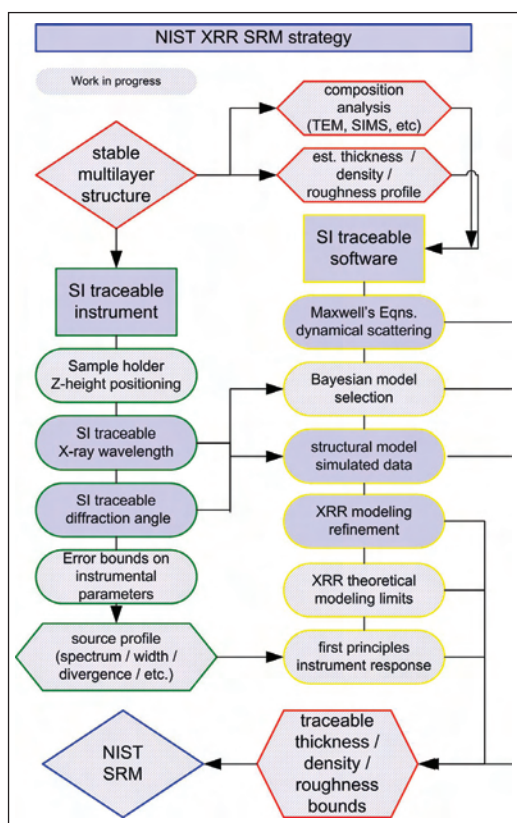 NIST XRR SRM strategy
Work in progress
composition
analysis
(TEM, SIMS, etc)
stable
multilayer
structure
est. thickness /
density /
roughness profile
SI traceable
software
SI traceable
instrument
Maxwell's Eqns.
dynamical scattering
Sample holder
Z-height positioning
Bayesian model
selection
SI traceable
X-ray wavelength
structural model
simulated data
SI traceable
diffraction angle
XRR modeling
refinement
Error bounds on
instrumental
parameters
XRR theoretical
modeling limits
source profile
(spectrum / width /
divergence / etc.)
first principles
instrument response
NIST
SRM
traceable
thickness /
density /
roughness
bounds